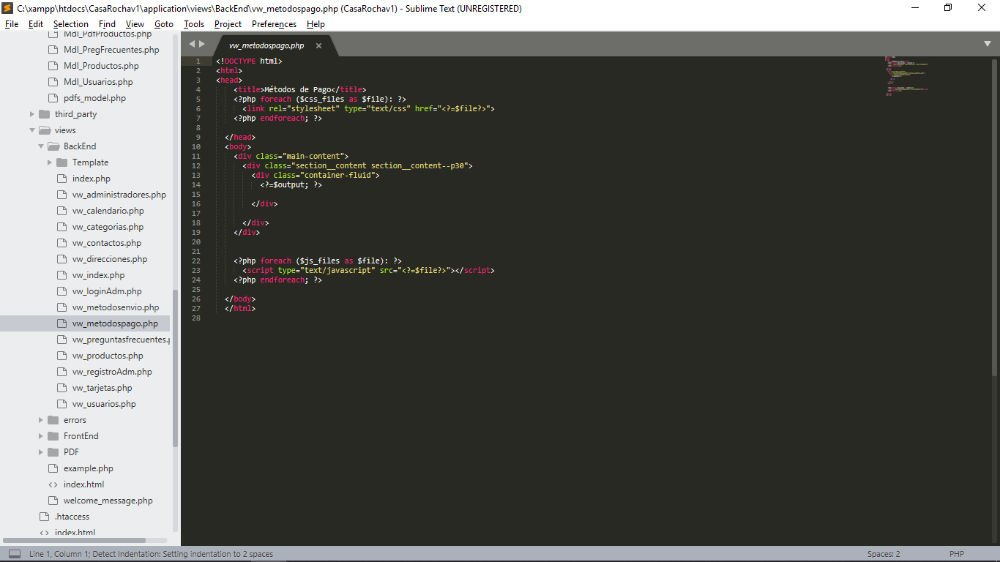 C:\xampp\htdocs\CasaRochav1\application\views\BackEnd\vw_metodospago.php (CasaRochav1) - Sublime Text (UNREGISTERED)
File Edit Selection Find View Goto Tools Project Preferences Help
Mdl_PdfProductos.php
Mdl_PregFrecuentes.php
Mdl_Productos.php
Mdl_Usuarios.php
pdfs_model.php
third_party
views
BackEnd
Template
index.php
vw_administradores.php
vw_calendario.php
vw_categorias.php
vw_contactos.php
vw_direcciones.php
vw_index.php
vw_loginAdm.php
vw_metodosenvio.php
vw_metodospago.php
vw_preguntasfrecuentes.p
vw_productos.php
vw_registroAdm.php
vw_tarjetas.php
vw_usuarios.php
errors
FrontEnd
PDF
example.php
index.html
welcome_message.php
.htaccess
index.html
vw_metodospago.php
1 <!DOCTYPE html>
2 <html>
3 <head>
4 <title>Métodos de Pago</title>
5 <?php foreach ($css_files as $file): ?>
6 <link rel="stylesheet" type="text/css" href="<?=$file?>">
7 <?php endforeach; ?>
8
9 </head>
10 <body>
11 <div class="main-content">
12 <div class="section__content section__content--p30">
13 <div class="container-fluid">
14 <?=$output; ?>
15
16 </div>
17
18 </div>
19 </div>
20
21
22 <?php foreach ($js_files as $file): ?>
23 <script type="text/javascript" src="<?=$file?>"></script>
24 <?php endforeach; ?>
25
26 </body>
27 </html>
28
Line 1, Column 1; Detect Indentation: Setting indentation to 2 spaces
Spaces: 2
PHP